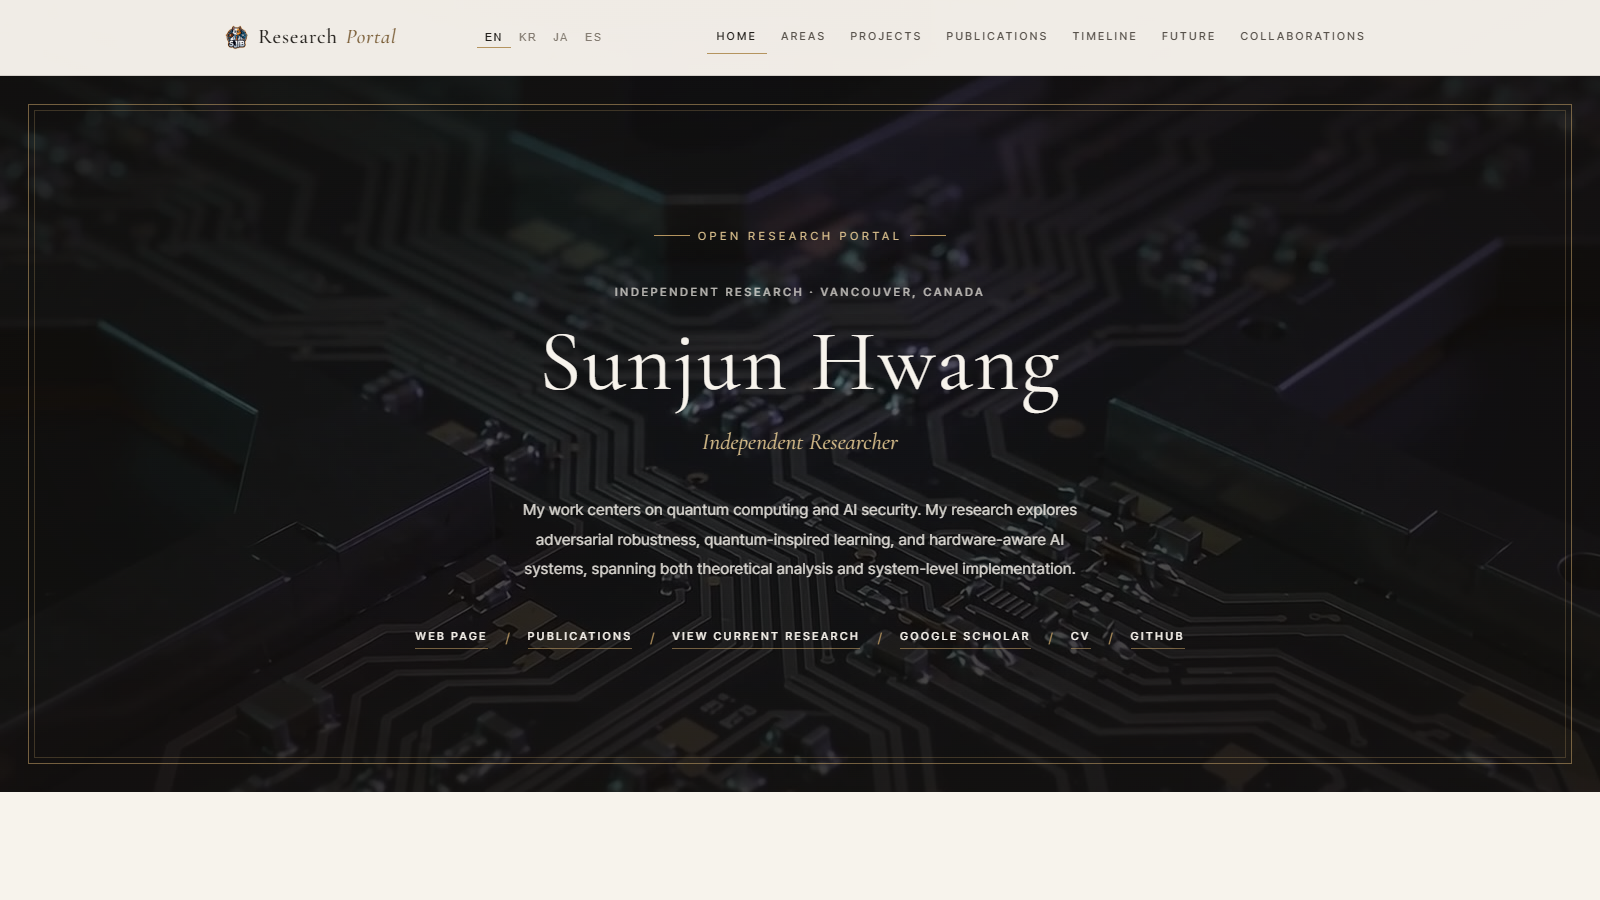 Research Portal
EN KR JA ES
HOME AREAS PROJECTS PUBLICATIONS TIMELINE FUTURE COLLABORATIONS
OPEN RESEARCH PORTAL
INDEPENDENT RESEARCH · VANCOUVER, CANADA
Sunjun Hwang
Independent Researcher
My work centers on quantum computing and AI security. My research explores
adversarial robustness, quantum-inspired learning, and hardware-aware AI
systems, spanning both theoretical analysis and system-level implementation.
WEB PAGE / PUBLICATIONS / VIEW CURRENT RESEARCH / GOOGLE SCHOLAR / CV / GITHUB